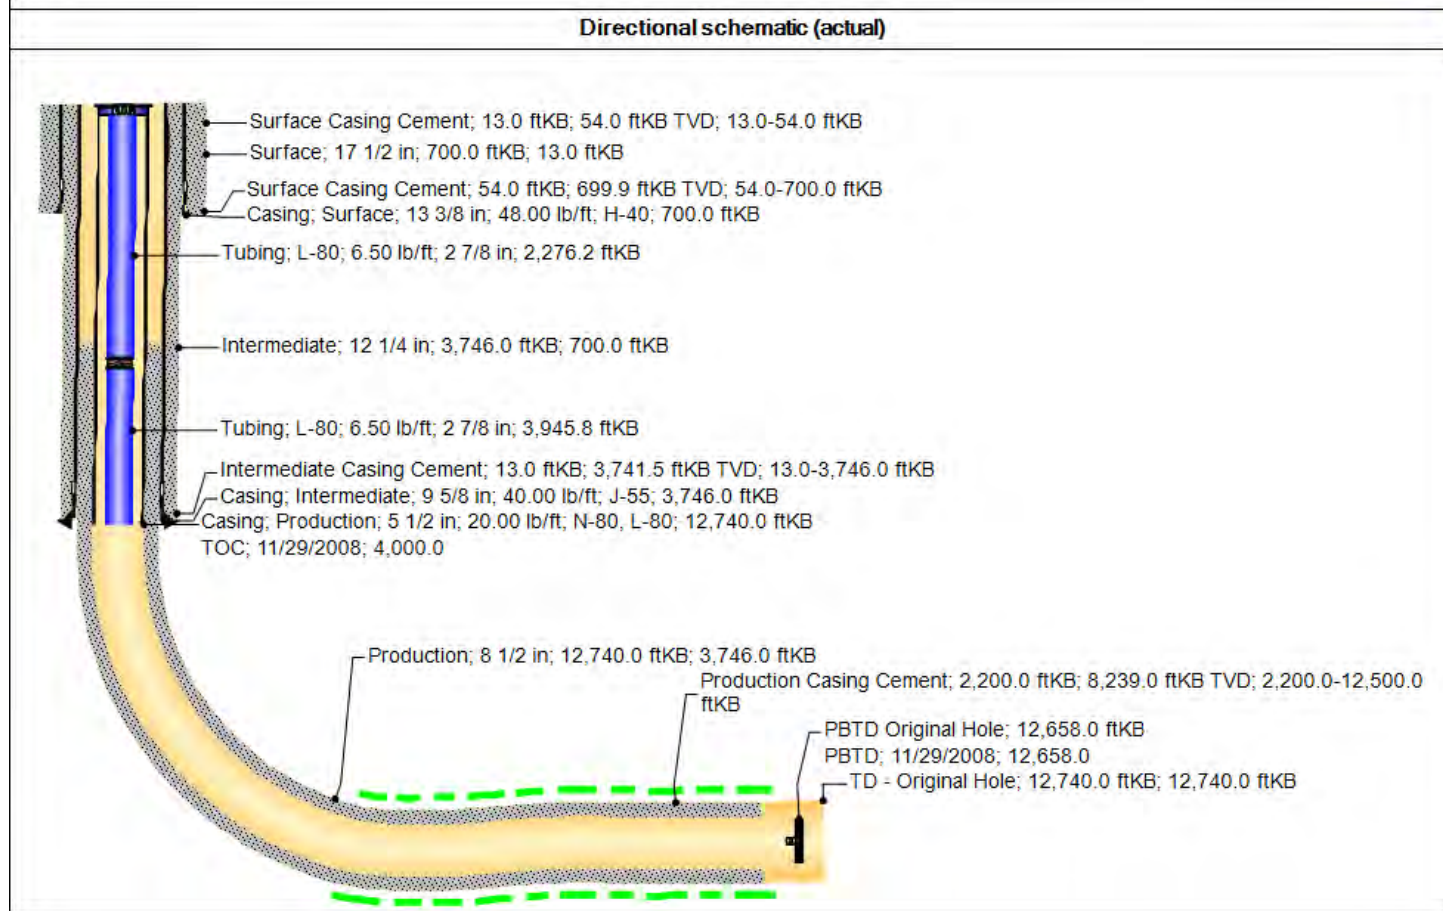 Directional schematic (actual)
Surface Casing Cement; 13.0 ftKB; 54.0 ftKB TVD; 13.0-54.0 ftKB
Surface; 17 1/2 in; 700.0 ftKB; 13.0 ftKB
Surface Casing Cement; 54.0 ftKB; 699.9 ftKB TVD; 54.0-700.0 ftKB
Casing; Surface; 13 3/8 in; 48.00 lb/ft; H-40; 700.0 ftKB
Tubing; L-80; 6.50 lb/ft; 2 7/8 in; 2,276.2 ftKB
Intermediate; 12 1/4 in; 3,746.0 ftKB; 700.0 ftKB
Tubing; L-80; 6.50 lb/ft; 2 7/8 in; 3,945.8 ftKB
Intermediate Casing Cement; 13.0 ftKB; 3,741.5 ftKB TVD; 13.0-3,746.0 ftKB
Casing; Intermediate; 9 5/8 in; 40.00 lb/ft; J-55; 3,746.0 ftKB
Casing; Production; 5 1/2 in; 20.00 lb/ft; N-80, L-80; 12,740.0 ftKB
TOC; 11/29/2008; 4,000.0
Production; 8 1/2 in; 12,740.0 ftKB; 3,746.0 ftKB
Production Casing Cement; 2,200.0 ftKB; 8,239.0 ftKB TVD; 2,200.0-12,500.0
ftKB
PBTD Original Hole; 12,658.0 ftKB
PBTD; 11/29/2008; 12,658.0
TD - Original Hole; 12,740.0 ftKB; 12,740.0 ftKB